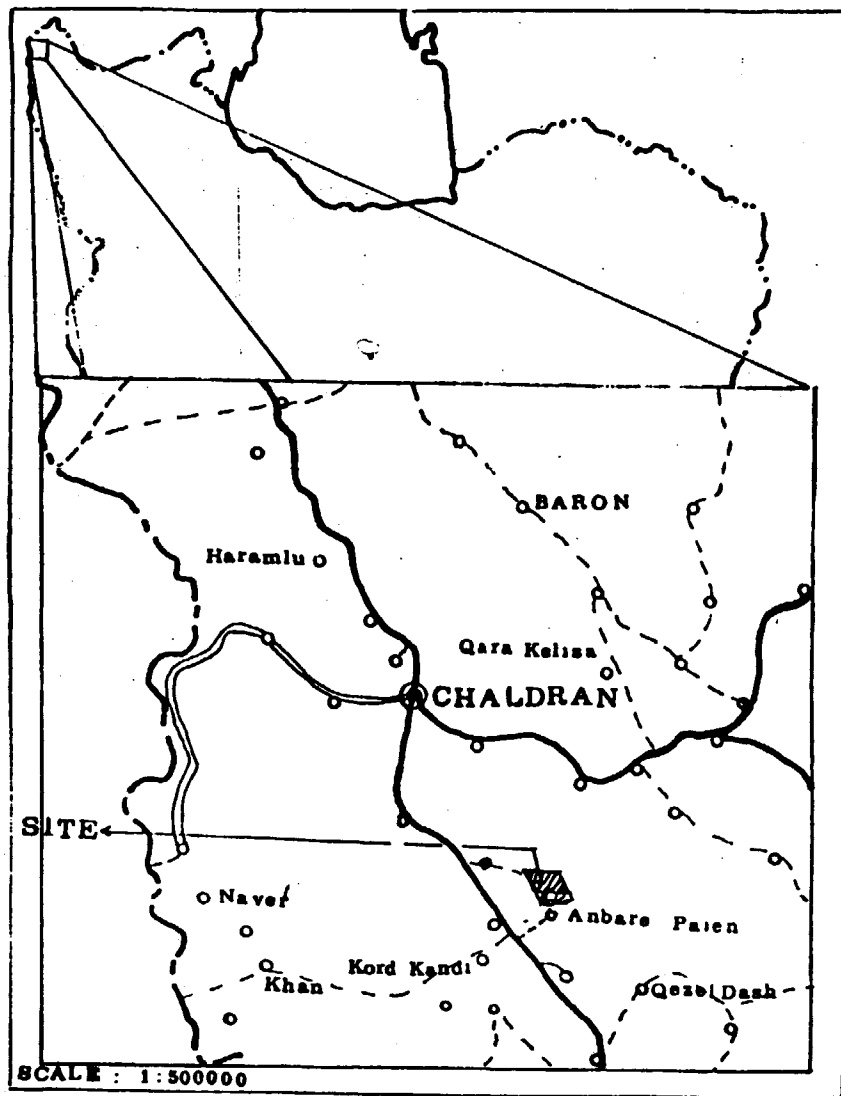 BARON
Haramlu
Qara Kelisa
CHALDRAN
SITE
Naver
Anbare Paien
Kord Kandi
Khan
Qezel Dash
SCALE : 1:500000